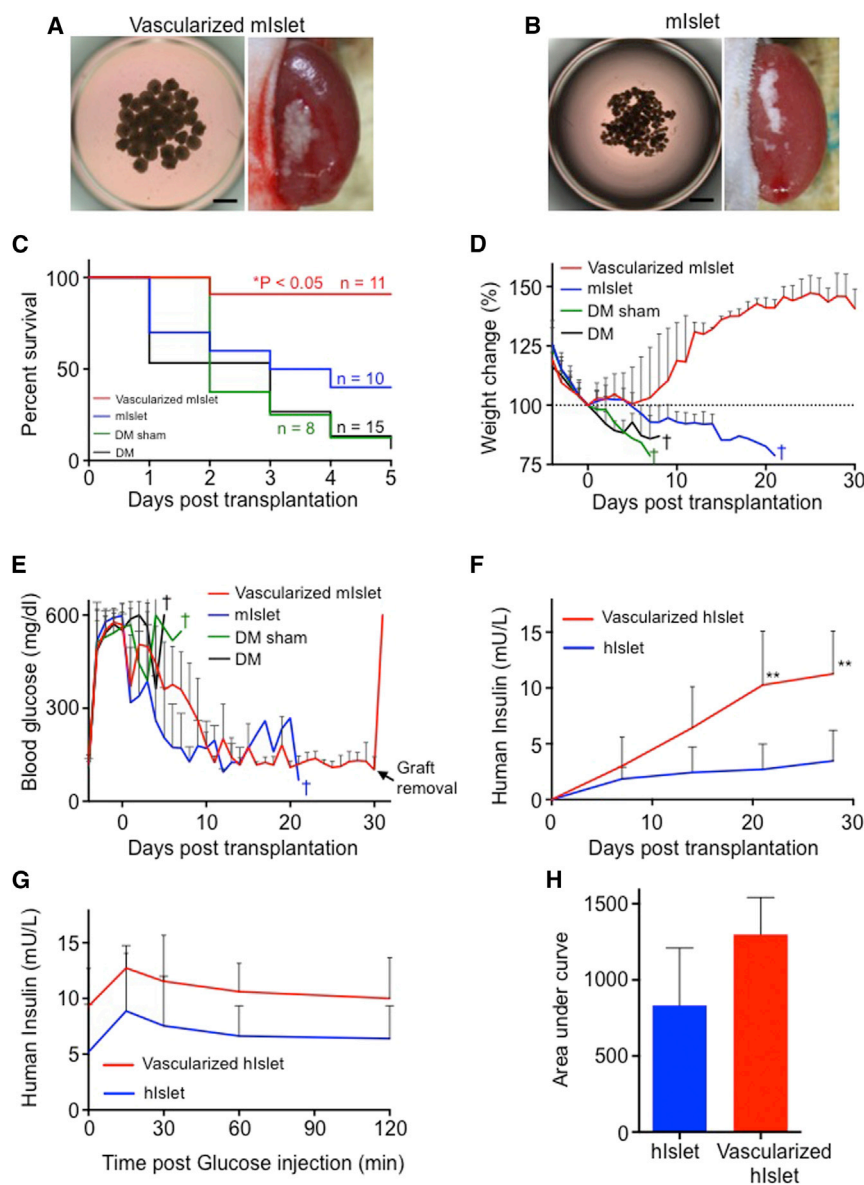 A
Vascularized mIslet
B
mIslet
C
100
50
0
Percent survival
*P < 0.05 n = 11
n = 10
n = 15
n = 8
Vascularized mIslet
mIslet
DM sham
DM
0 1 2 3 4 5
Days post transplantation
D
Vascularized mIslet
mIslet
DM sham
DM
150
125
100
75
Weight change (%)
†
†
†
0 10 20 30
Days post transplantation
E
600
300
0
Blood glucose (mg/dl)
†
†
†
Vascularized mIslet
mIslet
DM sham
DM
Graft
removal
0 10 20 30
Days post transplantation
F
15
10
5
0
Human Insulin (mU/L)
Vascularized hIslet
hIslet
**
**
0 10 20 30
Days post transplantation
G
15
10
5
0
Human Insulin (mU/L)
Vascularized hIslet
hIslet
0 30 60 90 120
Time post Glucose injection (min)
H
1500
1000
500
0
Area under curve
hIslet
Vascularized
hIslet